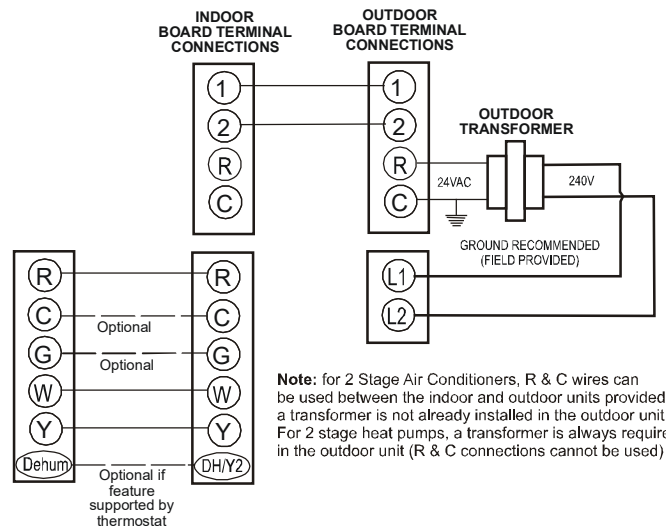 INDOOR
BOARD TERMINAL
CONNECTIONS
OUTDOOR
BOARD TERMINAL
CONNECTIONS
1
2
R
C
1
2
R
C
OUTDOOR
TRANSFORMER
24VAC
240V
GROUND RECOMMENDED
(FIELD PROVIDED)
L1
L2
R
C
G
W
Y
Dehum
Optional
Optional
Optional if
feature
supported by
thermostat
R
C
G
W
Y
DH/Y2
Note: for 2 Stage Air Conditioners, R & C wires can
be used between the indoor and outdoor units provided
a transformer is not already installed in the outdoor unit
For 2 stage heat pumps, a transformer is always require
in the outdoor unit (R & C connections cannot be used)